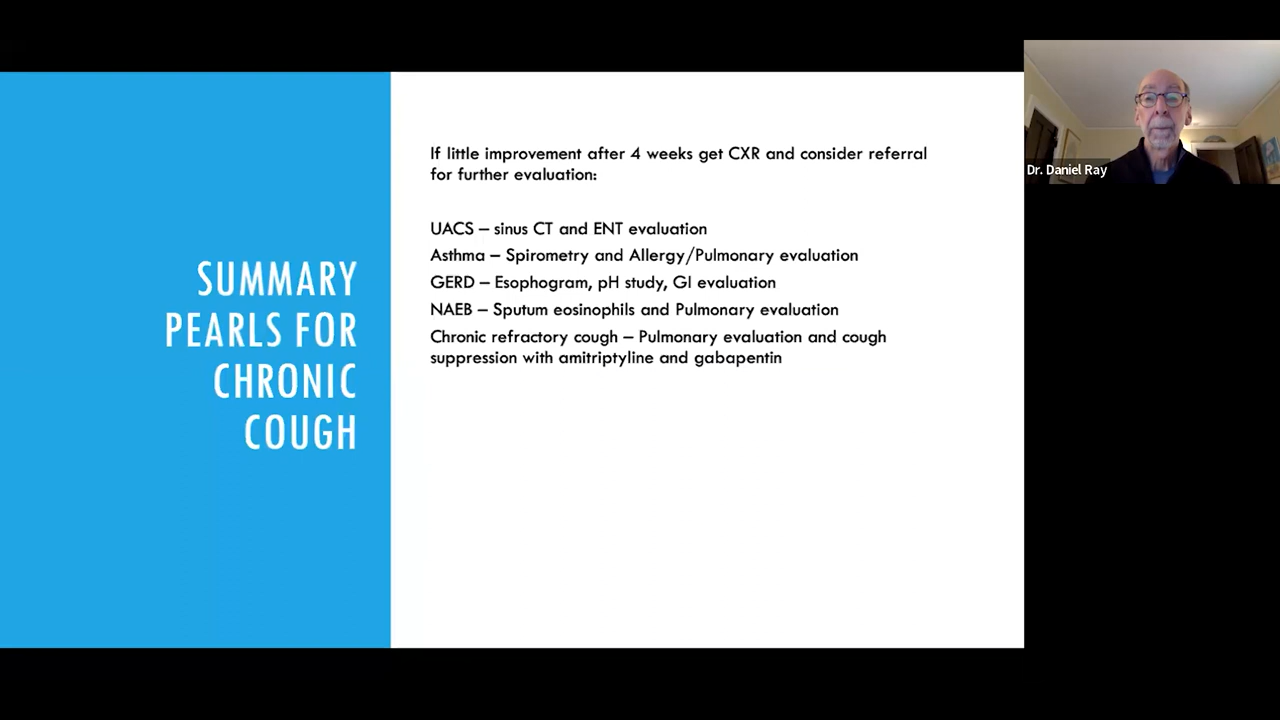 SUMMARY
PEARLS FOR
CHRONIC
COUGH
If little improvement after 4 weeks get CXR and consider referral
for further evaluation:
UACS – sinus CT and ENT evaluation
Asthma – Spirometry and Allergy/Pulmonary evaluation
GERD – Esophogram, pH study, GI evaluation
NAEB – Sputum eosinophils and Pulmonary evaluation
Chronic refractory cough – Pulmonary evaluation and cough
suppression with amitriptyline and gabapentin
Dr. Daniel Ray